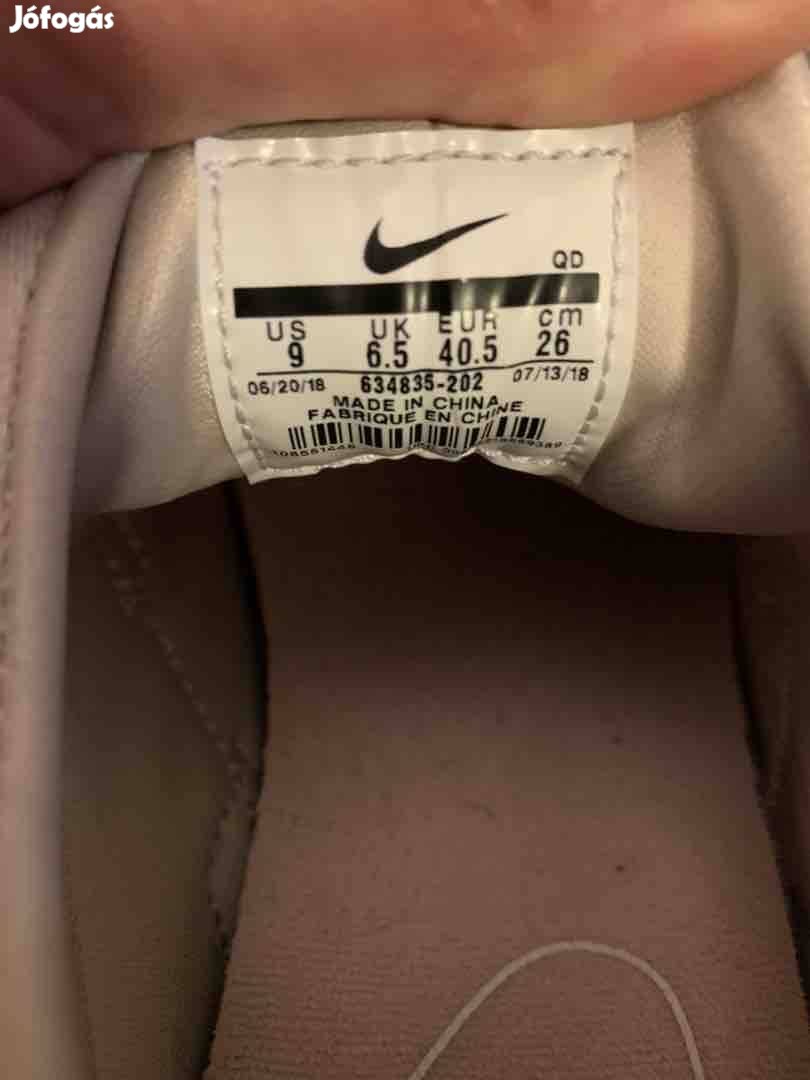 Jófogás
QD
US UK EUR cm
9 6.5 40.5 26
06/20/18 634835-202 07/13/18
MADE IN CHINA
FABRIQUE EN CHINE